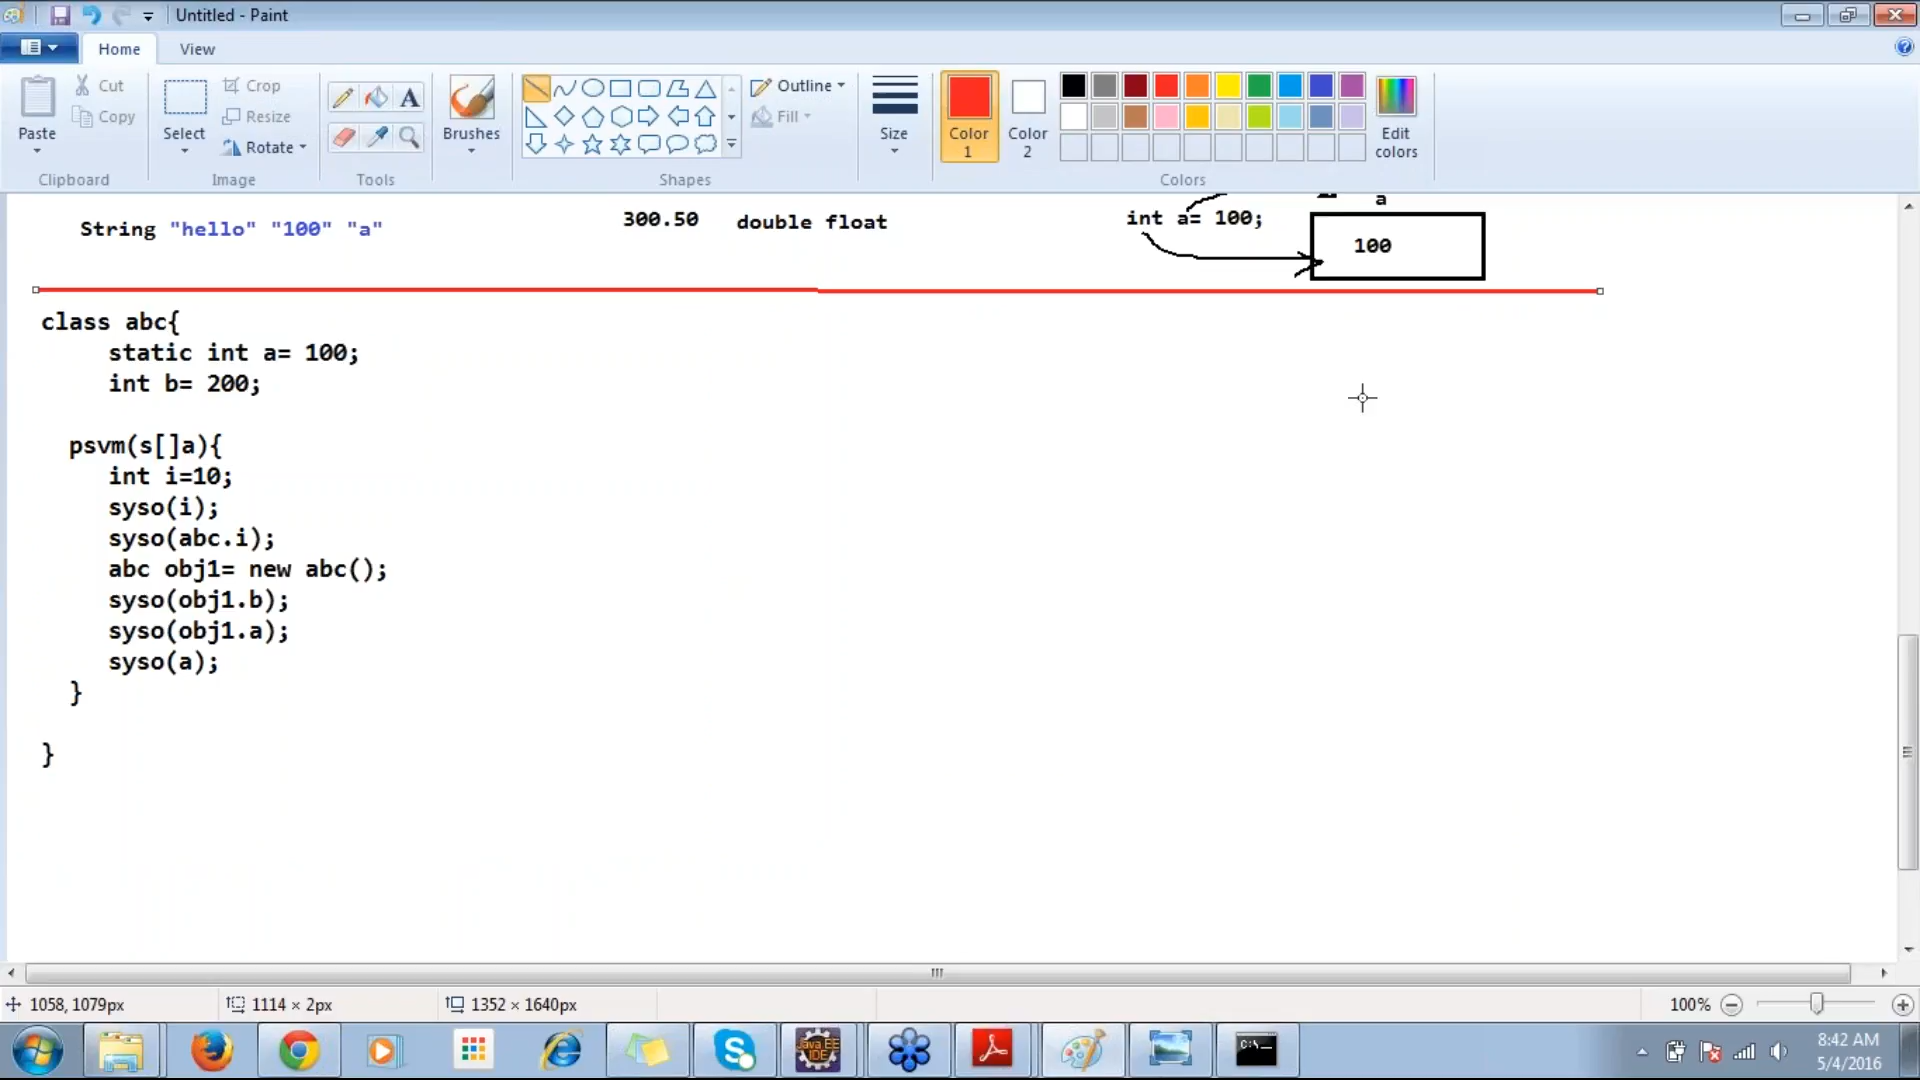 Untitled - Paint
Home View
Paste
Cut
Copy
Clipboard
Select
Crop
Resize
Rotate
Image
Tools
Brushes
Shapes
Outline
Fill
Size
Color 1
Color 2
Edit colors
Colors
String "hello" "100" "a"
300.50 double float
int a= 100;
a
100
class abc{
static int a= 100;
int b= 200;
psvm(s[]a){
int i=10;
syso(i);
syso(abc.i);
abc obj1= new abc();
syso(obj1.b);
syso(obj1.a);
syso(a);
}
}
1058, 1079px
1114 × 2px
1352 × 1640px
100%
Java EE
IDE
C:\_
8:42 AM
5/4/2016